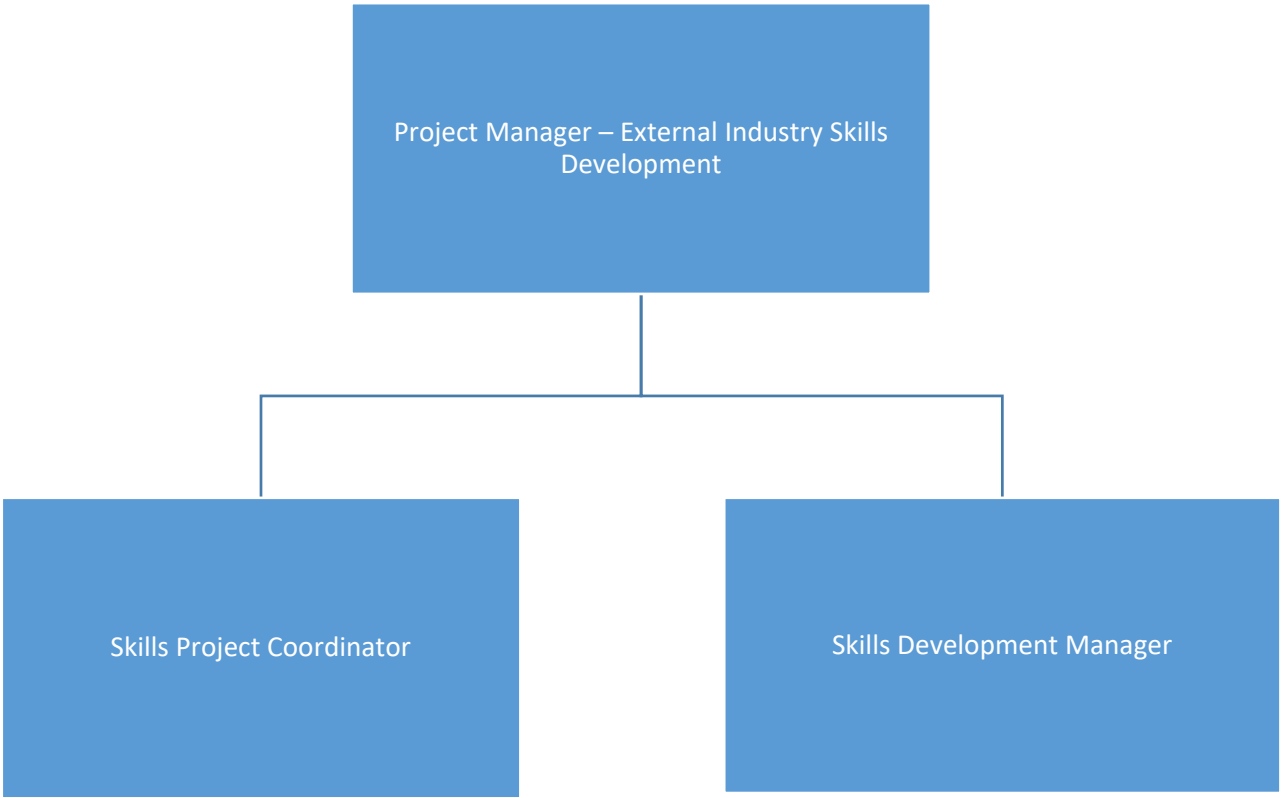 Project Manager – External Industry Skills
Development
Skills Project Coordinator
Skills Development Manager